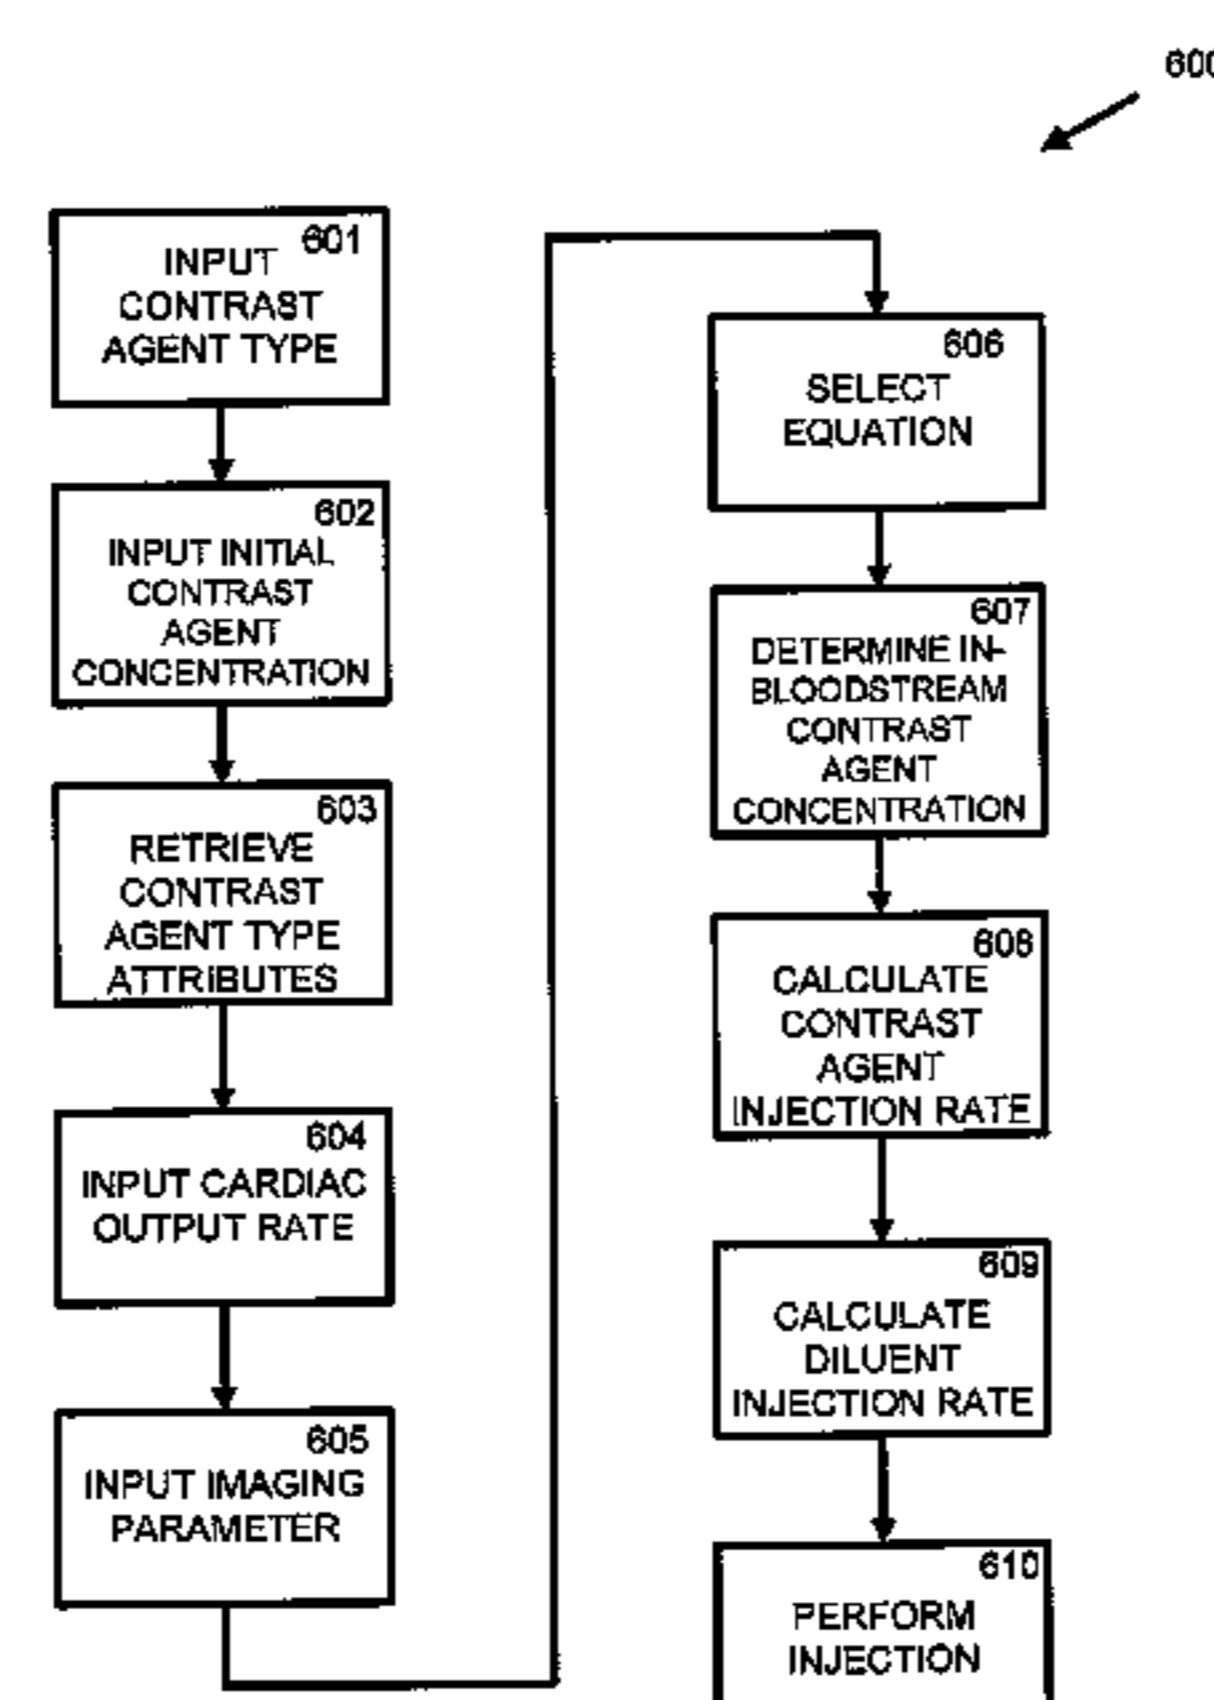 600
601
INPUT
CONTRAST
AGENT TYPE
602
INPUT INITIAL
CONTRAST
AGENT
CONCENTRATION
603
RETRIEVE
CONTRAST
AGENT TYPE
ATTRIBUTES
604
INPUT CARDIAC
OUTPUT RATE
605
INPUT IMAGING
PARAMETER
606
SELECT
EQUATION
607
DETERMINE IN-
BLOODSTREAM
CONTRAST
AGENT
CONCENTRATION
608
CALCULATE
CONTRAST
AGENT
INJECTION RATE
609
CALCULATE
DILUENT
INJECTION RATE
610
PERFORM
INJECTION